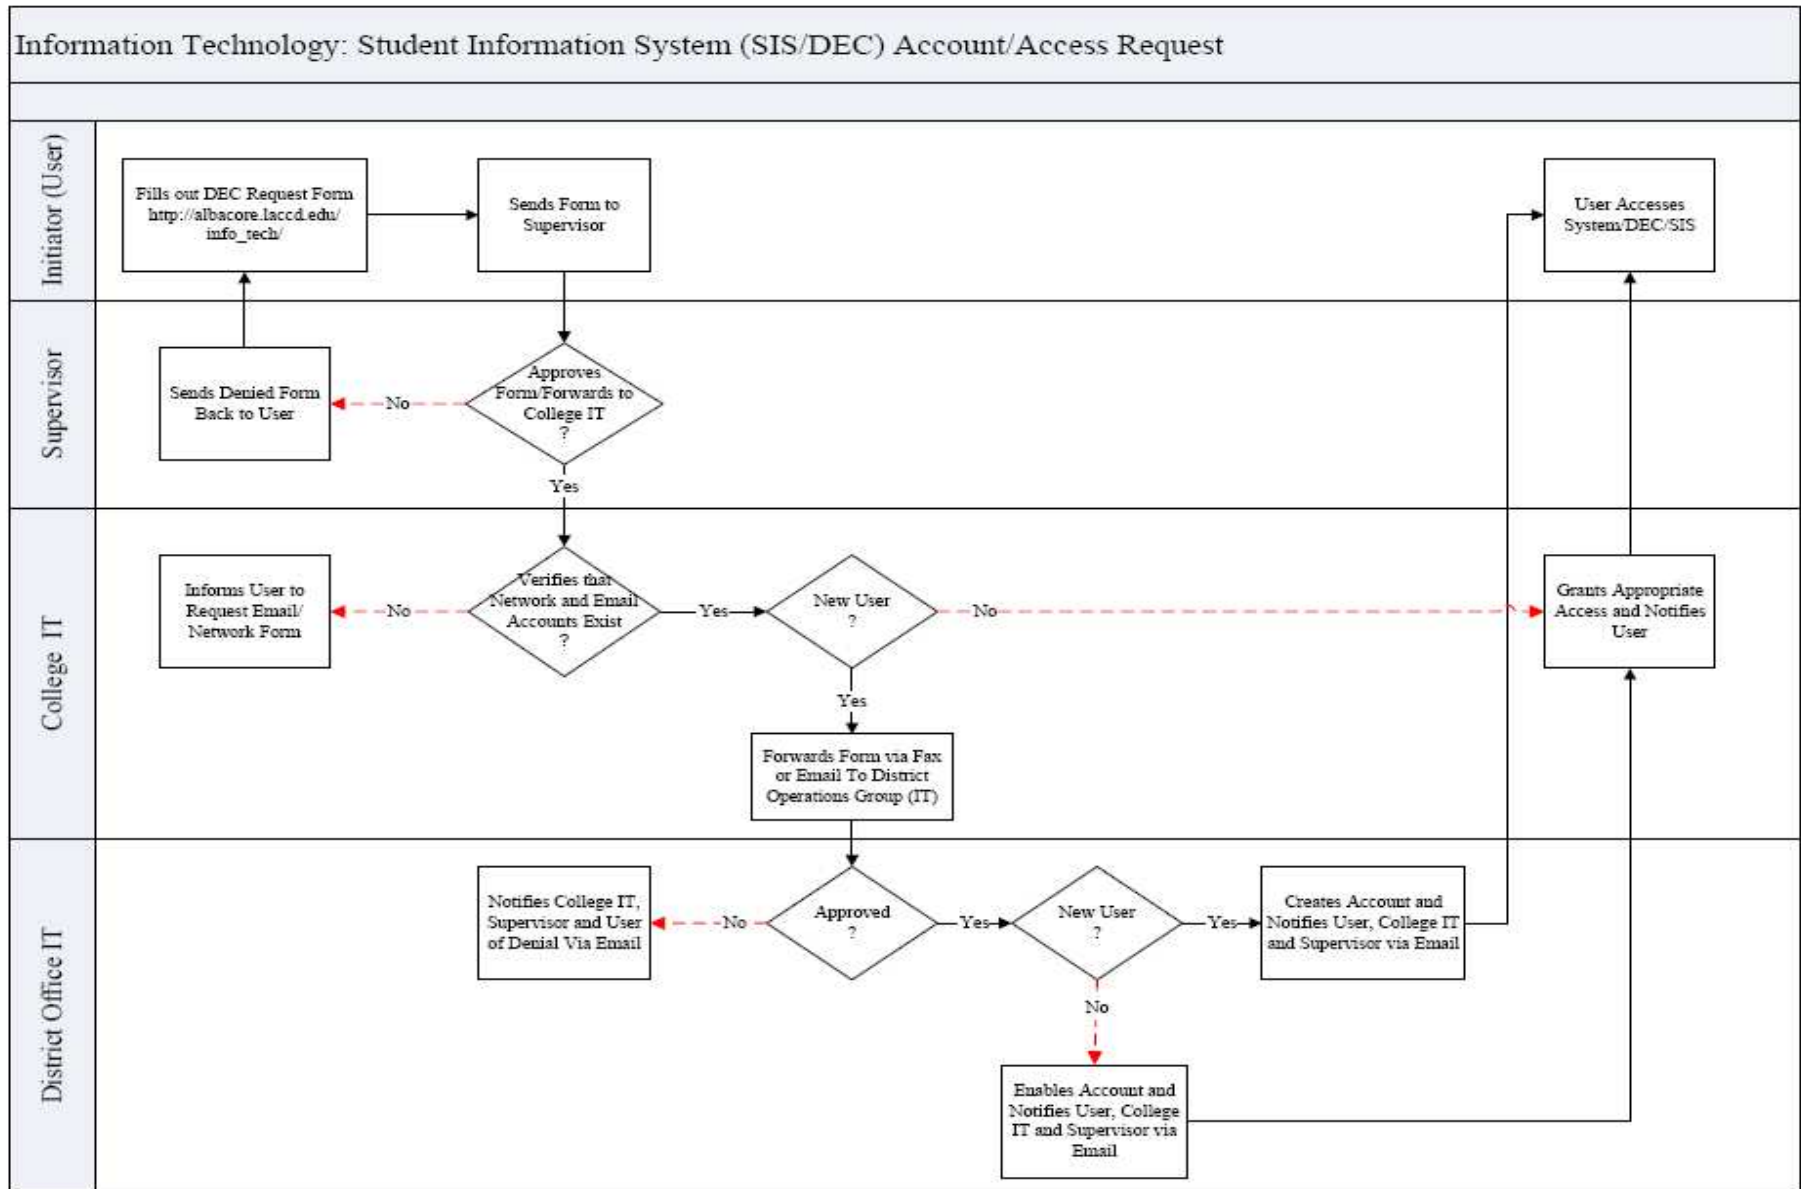 Information Technology: Student Information System (SIS/DEC) Account/Access Request
Initiator (User)
Fills out DEC Request Form
http://albacore.laccd.edu/
info_tech/
Sends Form to
Supervisor
User Accesses
System/DEC/SIS
Supervisor
Sends Denied Form
Back to User
No
Approves
Form/Forwards to
College IT
?
Yes
College IT
Informs User to
Request Email/
Network Form
No
Verifies that
Network and Email
Accounts Exist
?
Yes
New User
?
No
Grants Appropriate
Access and Notifies
User
Yes
Forwards Form via Fax
or Email To District
Operations Group (IT)
District Office IT
Notifies College IT,
Supervisor and User
of Denial Via Email
No
Approved
?
Yes
New User
?
Yes
Creates Account and
Notifies User, College IT
and Supervisor via Email
No
Enables Account and
Notifies User, College
IT and Supervisor via
Email